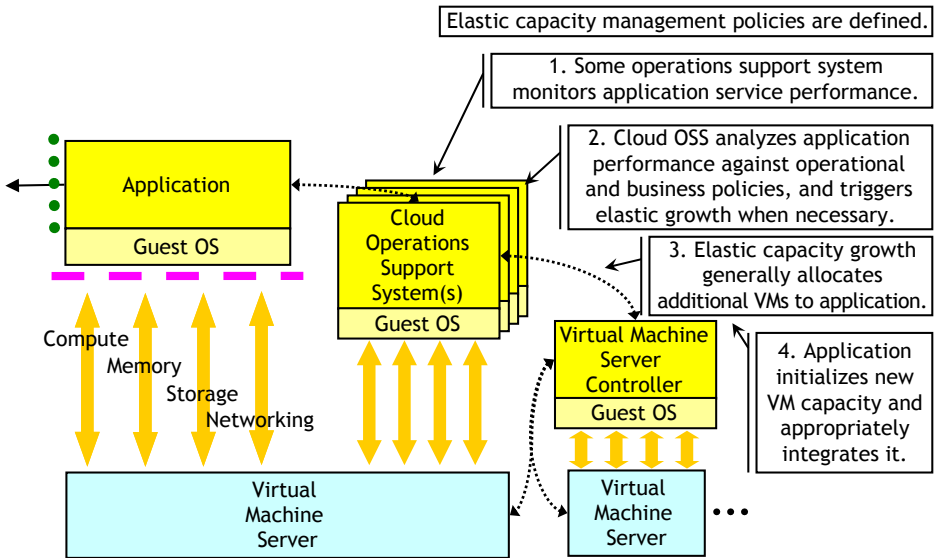 Elastic capacity management policies are defined.
1. Some operations support system
monitors application service performance.
2. Cloud OSS analyzes application
performance against operational
and business policies, and triggers
elastic growth when necessary.
3. Elastic capacity growth
generally allocates
additional VMs to application.
4. Application
initializes new
VM capacity and
appropriately
integrates it.
Application
Guest OS
Cloud
Operations
Support
System(s)
Guest OS
Virtual Machine
Server
Controller
Guest OS
Compute
Memory
Storage
Networking
Virtual
Machine
Server
Virtual
Machine
Server